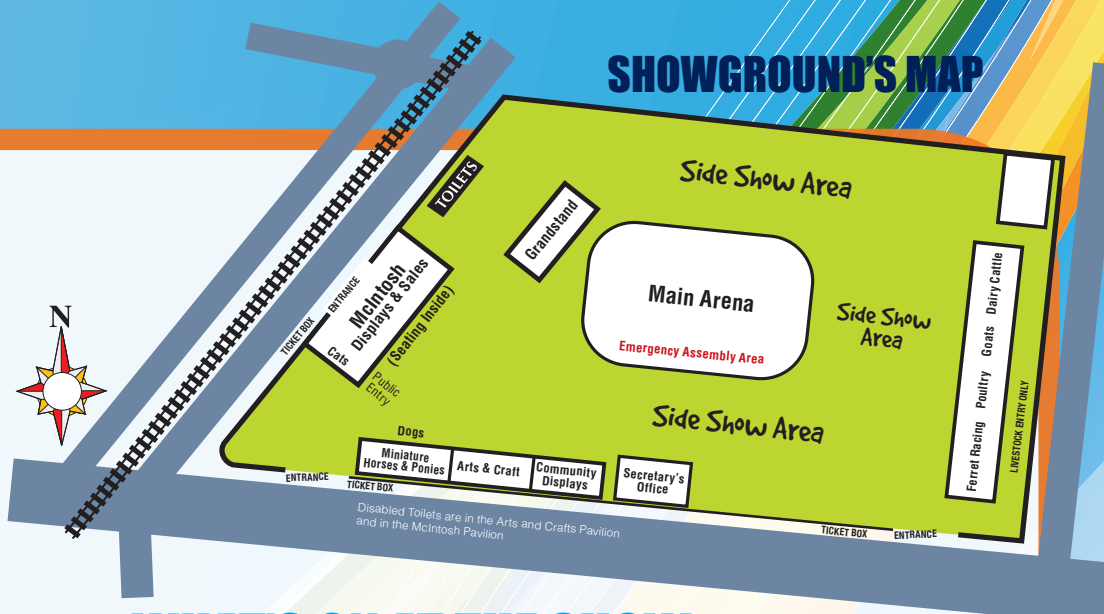 SHOWGROUND'S MAP
Side Show Area
TOILETS
Grandstand
Main Arena
Emergency Assembly Area
Side Show
Area
Dairy Cattle
Goats
Poultry
Ferret Racing
LIVESTOCK ENTRY ONLY
ENTRANCE
TICKET BOX
McIntosh
Displays & Sales
(Seating Inside)
Cats
Public
Entry
N
Side Show Area
Dogs
Miniature
Horses & Ponies
Arts & Craft
Community
Displays
Secretary's
Office
ENTRANCE
TICKET BOX
Disabled Toilets are in the Arts and Crafts Pavilion
and in the McIntosh Pavilion
TICKET BOX
ENTRANCE